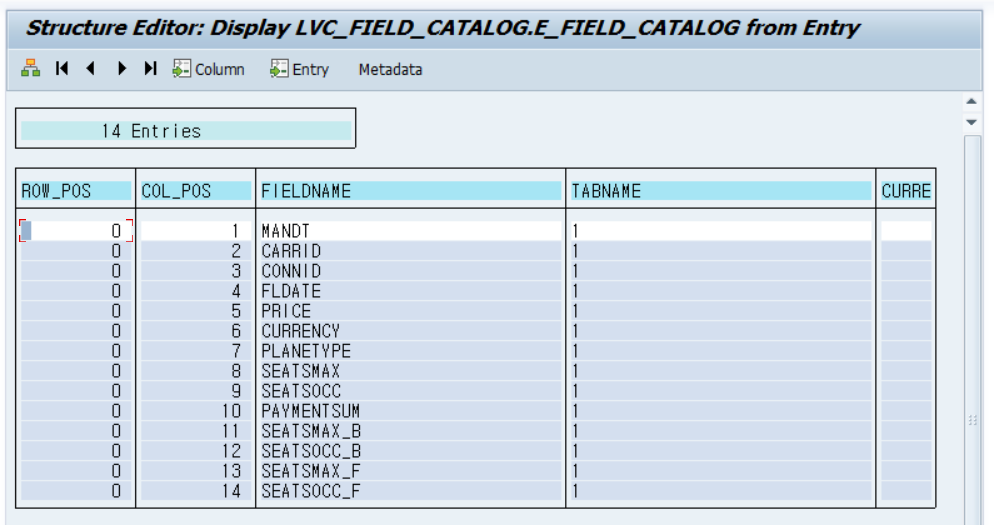 Structure Editor: Display LVC_FIELD_CATALOG.E_FIELD_CATALOG from Entry
Column Entry Metadata
14 Entries
ROW_POS COL_POS FIELDNAME TABNAME CURRE
0 1 MANDT 1
0 2 CARRID 1
0 3 CONNID 1
0 4 FLDATE 1
0 5 PRICE 1
0 6 CURRENCY 1
0 7 PLANETYPE 1
0 8 SEATSMAX 1
0 9 SEATSOCC 1
0 10 PAYMENTSUM 1
0 11 SEATSMAX_B 1
0 12 SEATSOCC_B 1
0 13 SEATSMAX_F 1
0 14 SEATSOCC_F 1